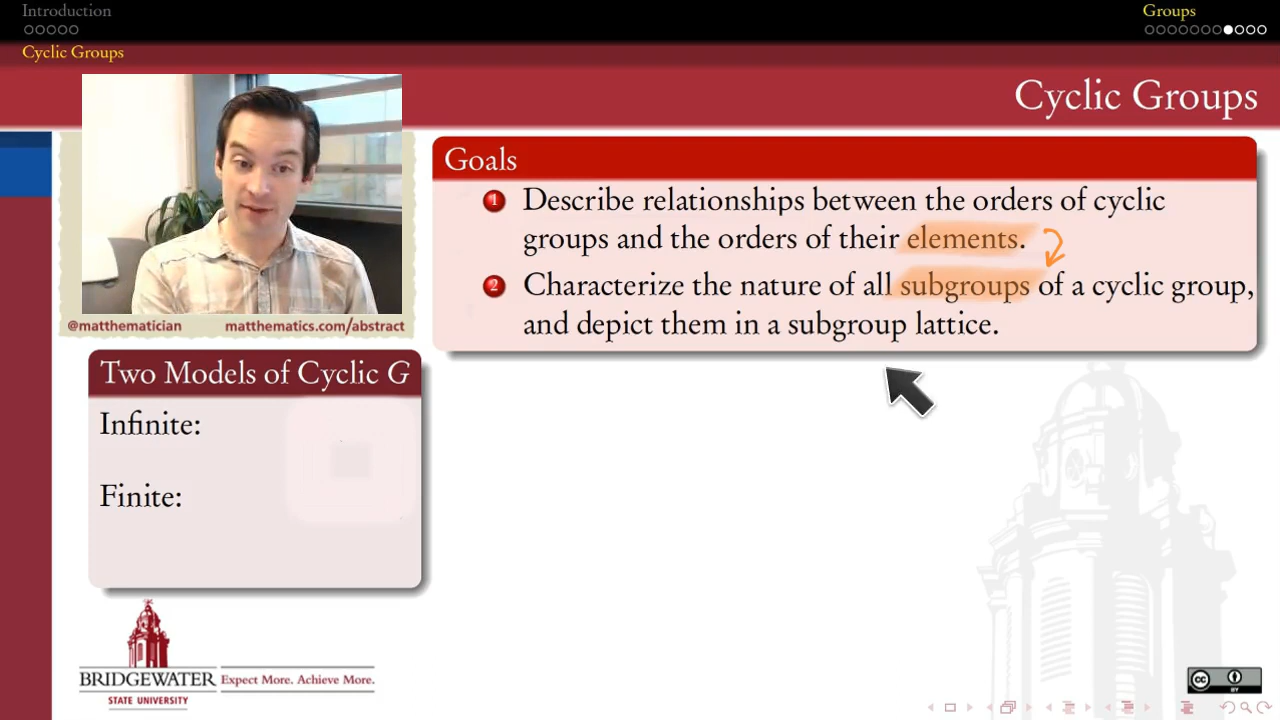 Introduction
Groups
Cyclic Groups
Cyclic Groups
Goals
1 Describe relationships between the orders of cyclic
groups and the orders of their elements.
2 Characterize the nature of all subgroups of a cyclic group,
and depict them in a subgroup lattice.
@matthematician matthematics.com/abstract
Two Models of Cyclic G
Infinite:
Finite:
BRIDGEWATER
STATE UNIVERSITY
Expect More. Achieve More.
cc
BY